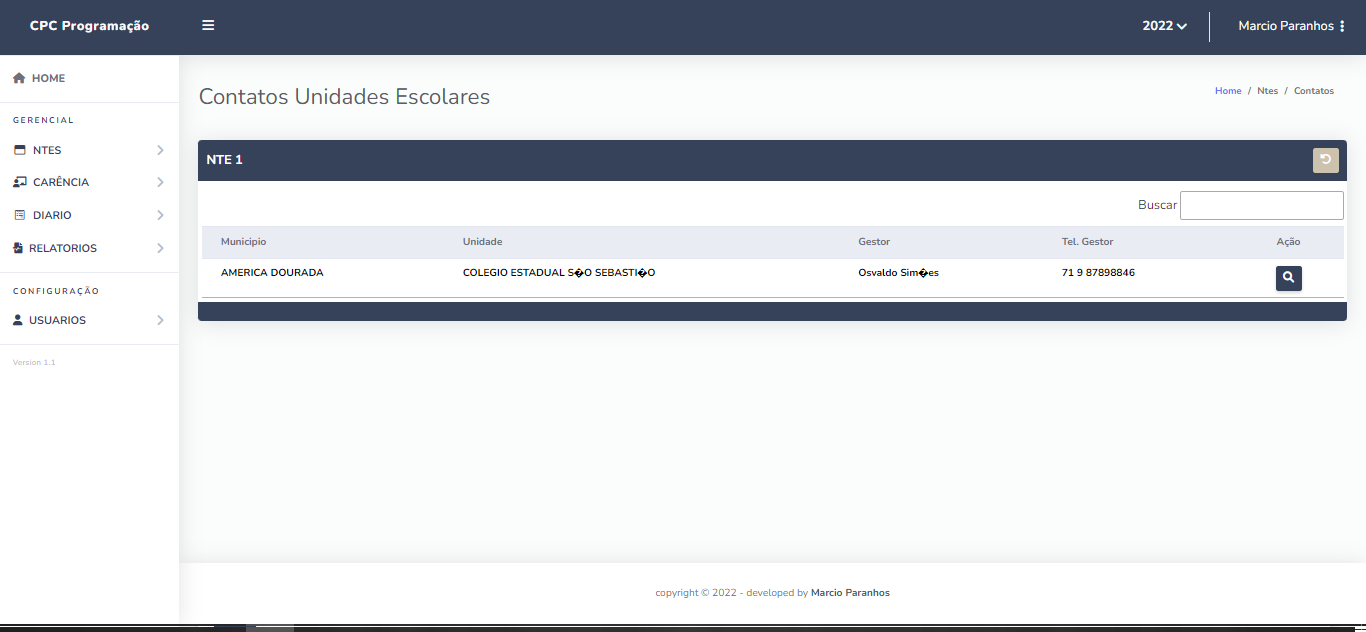 CPC Programação
2022
Marcio Paranhos
HOME
GERENCIAL
NTES
CARÊNCIA
DIARIO
RELATORIOS
CONFIGURAÇÃO
USUARIOS
Version 1.1
Contatos Unidades Escolares
Home / Ntes / Contatos
NTE 1
Buscar
Municipio Unidade Gestor Tel. Gestor Ação
AMERICA DOURADA COLEGIO ESTADUAL S�O SEBASTI�O Osvaldo Sim�es 71 9 87898846
copyright © 2022 - developed by Marcio Paranhos